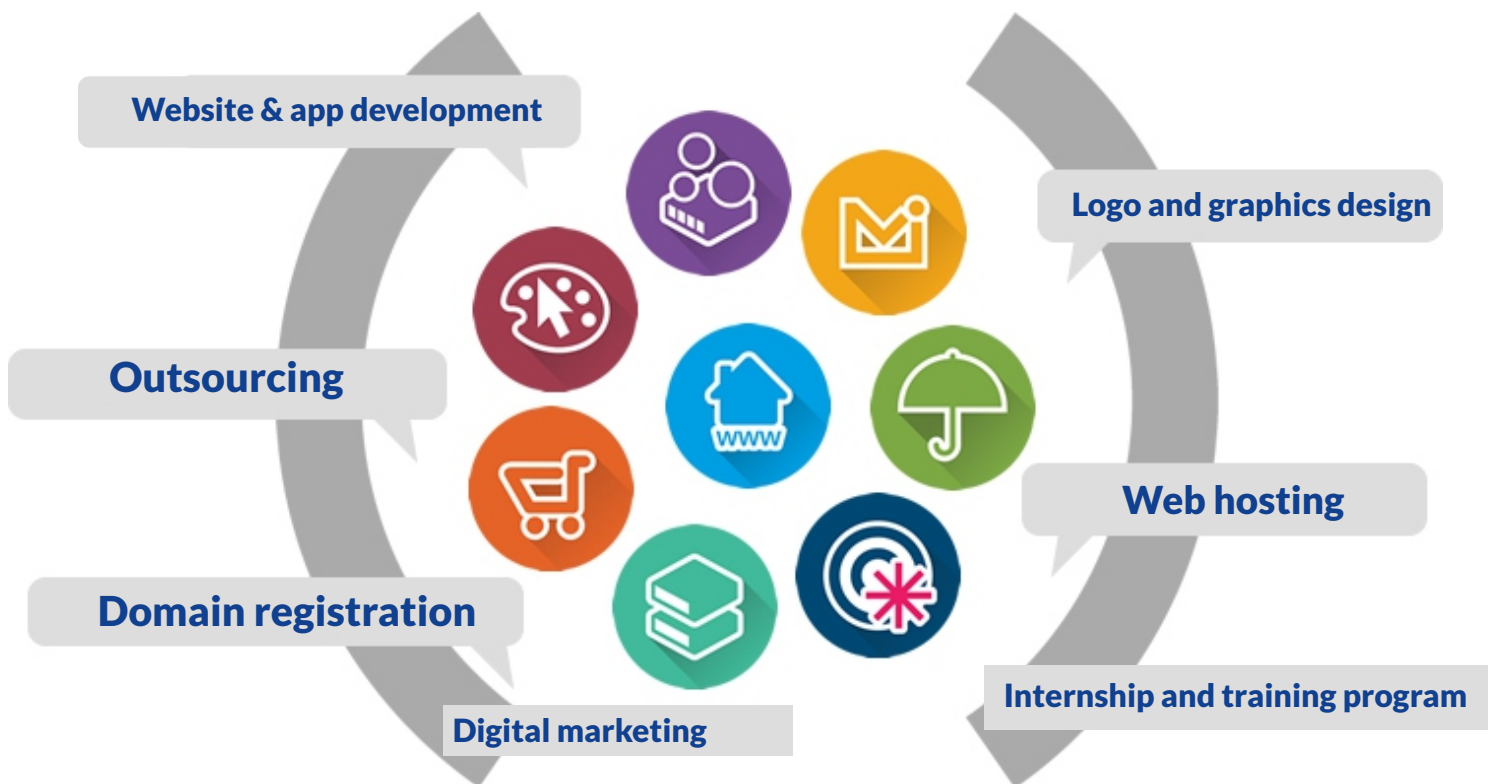 Website & app development
Logo and graphics design
Outsourcing
www
Web hosting
Domain registration
Internship and training program
Digital marketing